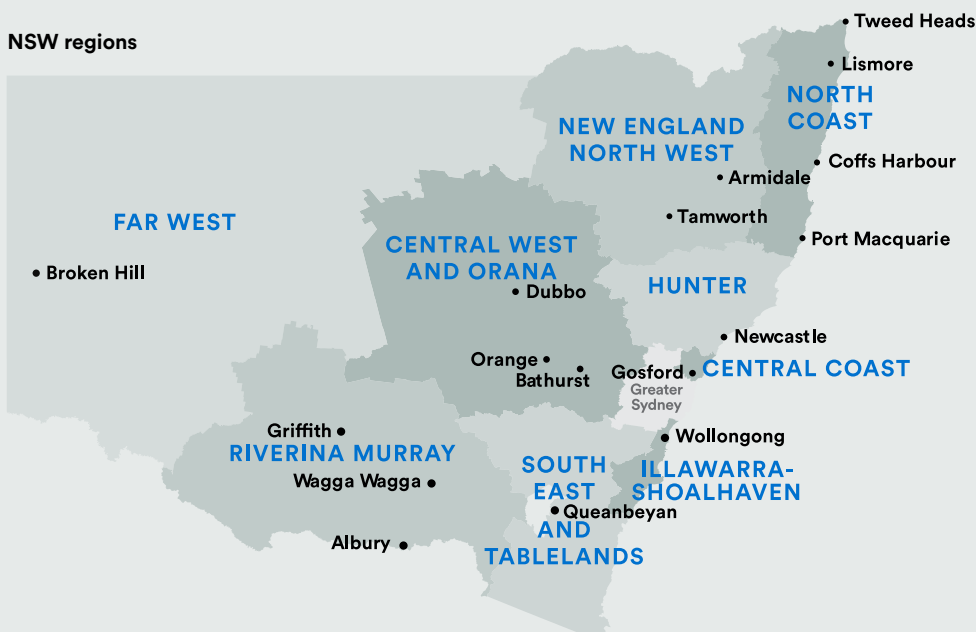 NSW regions
Tweed Heads
Lismore
NORTH
COAST
NEW ENGLAND
NORTH WEST
Coffs Harbour
Armidale
Tamworth
FAR WEST
Port Macquarie
CENTRAL WEST
AND ORANA
Broken Hill
HUNTER
Dubbo
Newcastle
Orange
Bathurst
Gosford
CENTRAL COAST
Greater
Sydney
Griffith
Wollongong
RIVERINA MURRAY
SOUTH
EAST
AND
TABLELANDS
ILLAWARRA-
SHOALHAVEN
Wagga Wagga
Queanbeyan
Albury